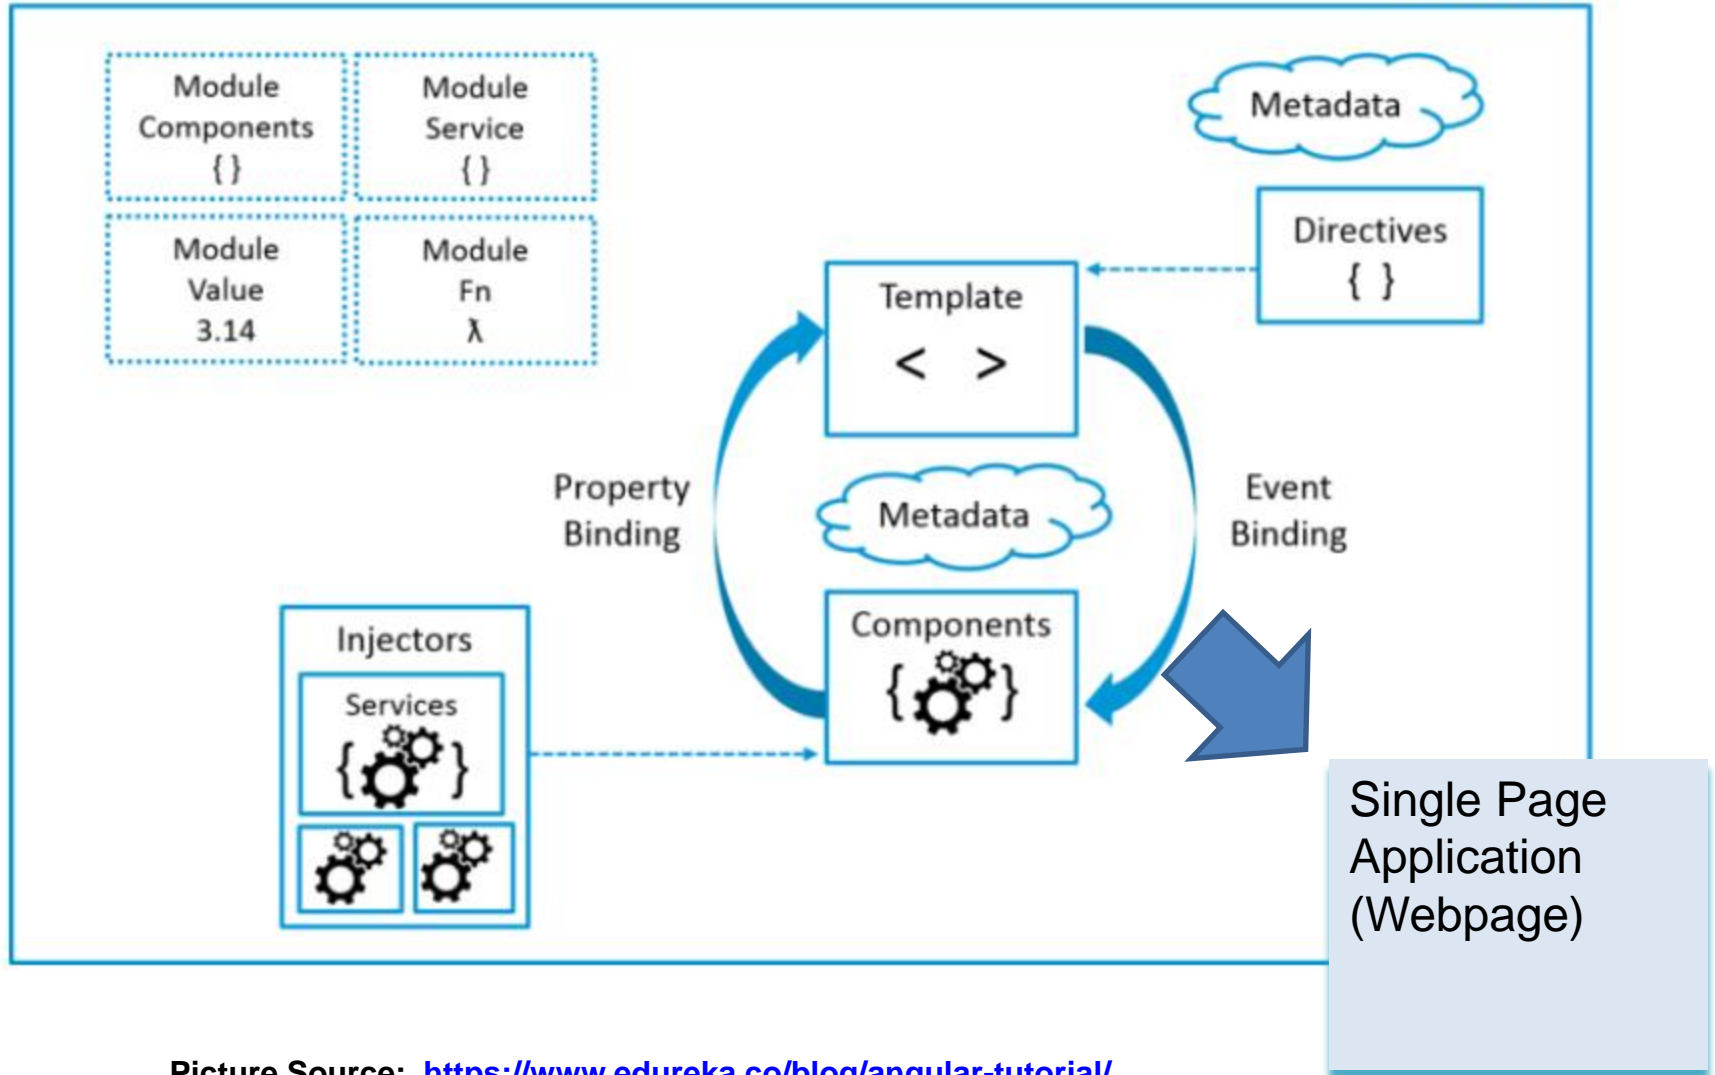 Module
Components
{ }
Module
Service
{ }
Module
Value
3.14
Module
Fn
λ
Metadata
Directives
{ }
Template
< >
Property
Binding
Metadata
Event
Binding
Components
{ }
Injectors
Services
{ }
Single Page
Application
(Webpage)
Picture Source: https://www.edureka.co/blog/angular-tutorial/